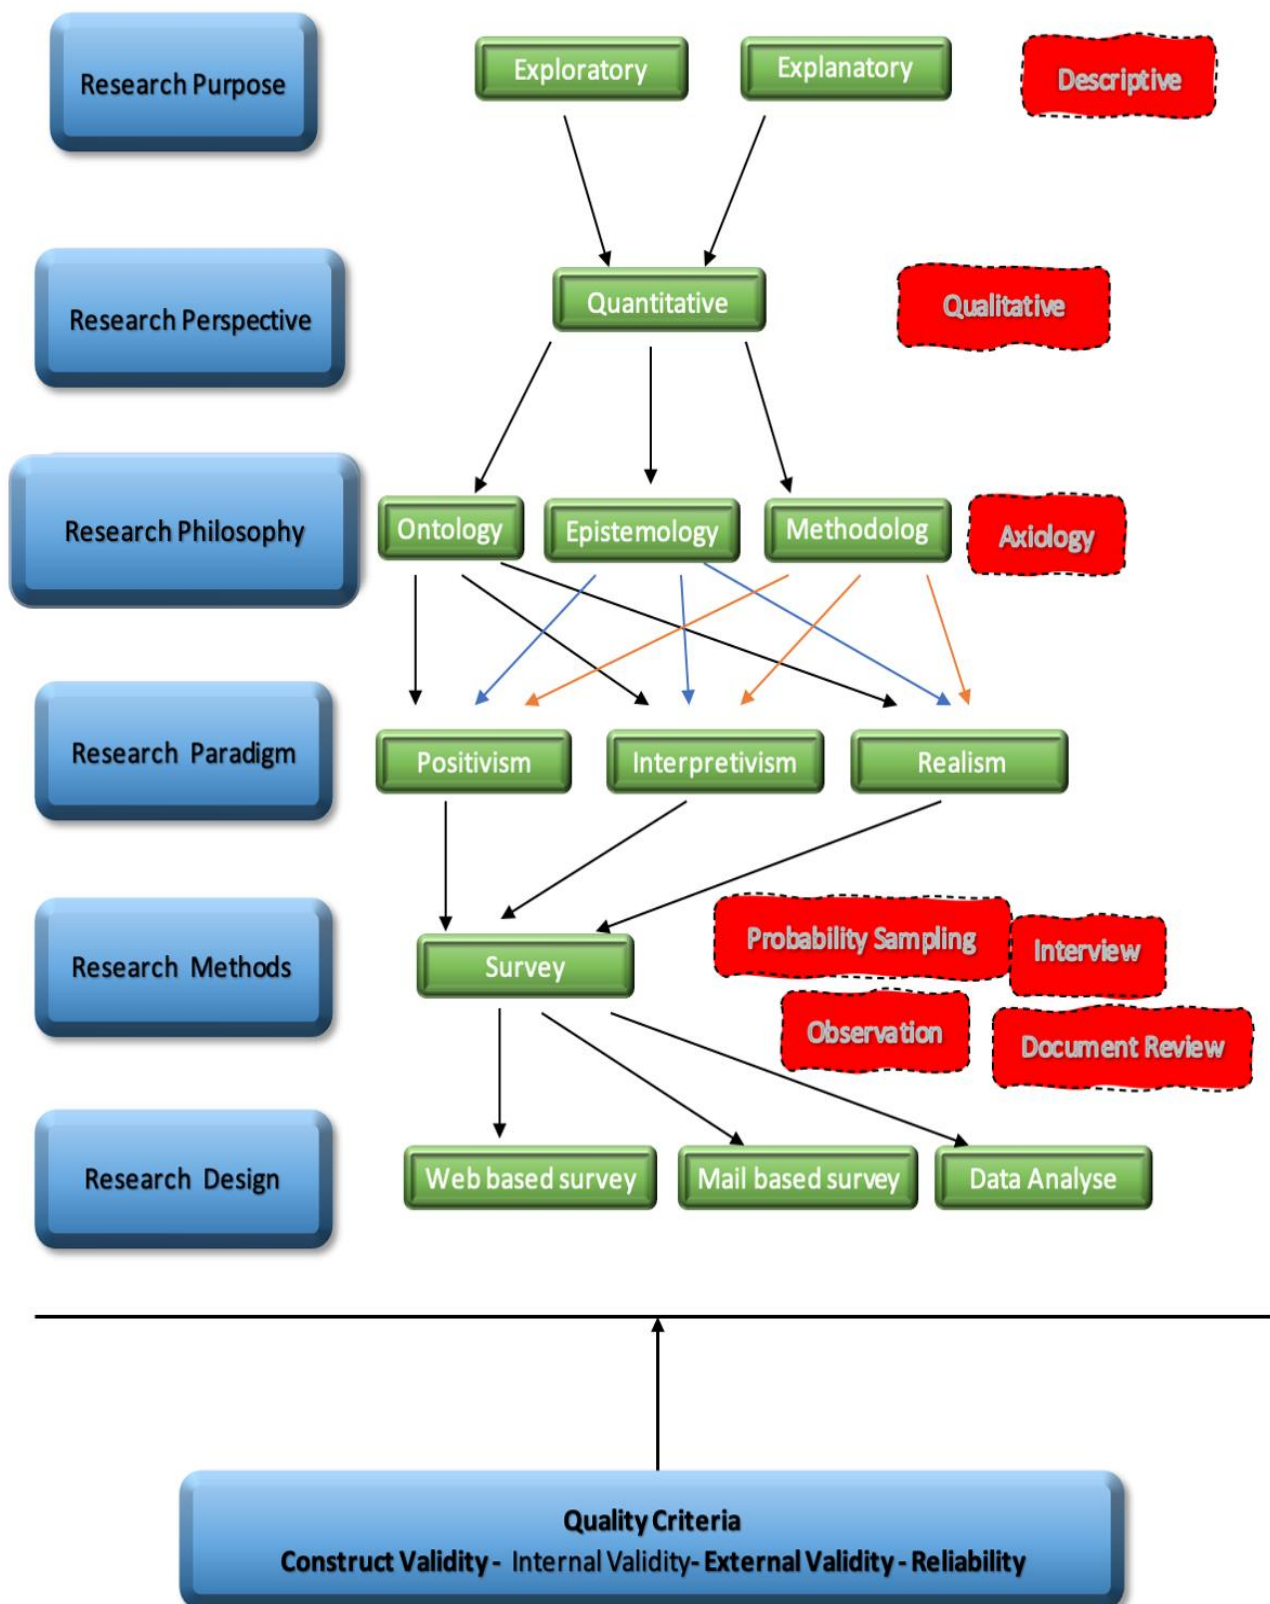 Research Purpose
Exploratory
Explanatory
Descriptive
Research Perspective
Quantitative
Qualitative
Research Philosophy
Ontology
Epistemology
Methodolog
Axiology
Research Paradigm
Positivism
Interpretivism
Realism
Research Methods
Survey
Probability Sampling
Interview
Observation
Document Review
Research Design
Web based survey
Mail based survey
Data Analyse
Quality Criteria
Construct Validity - Internal Validity- External Validity - Reliability